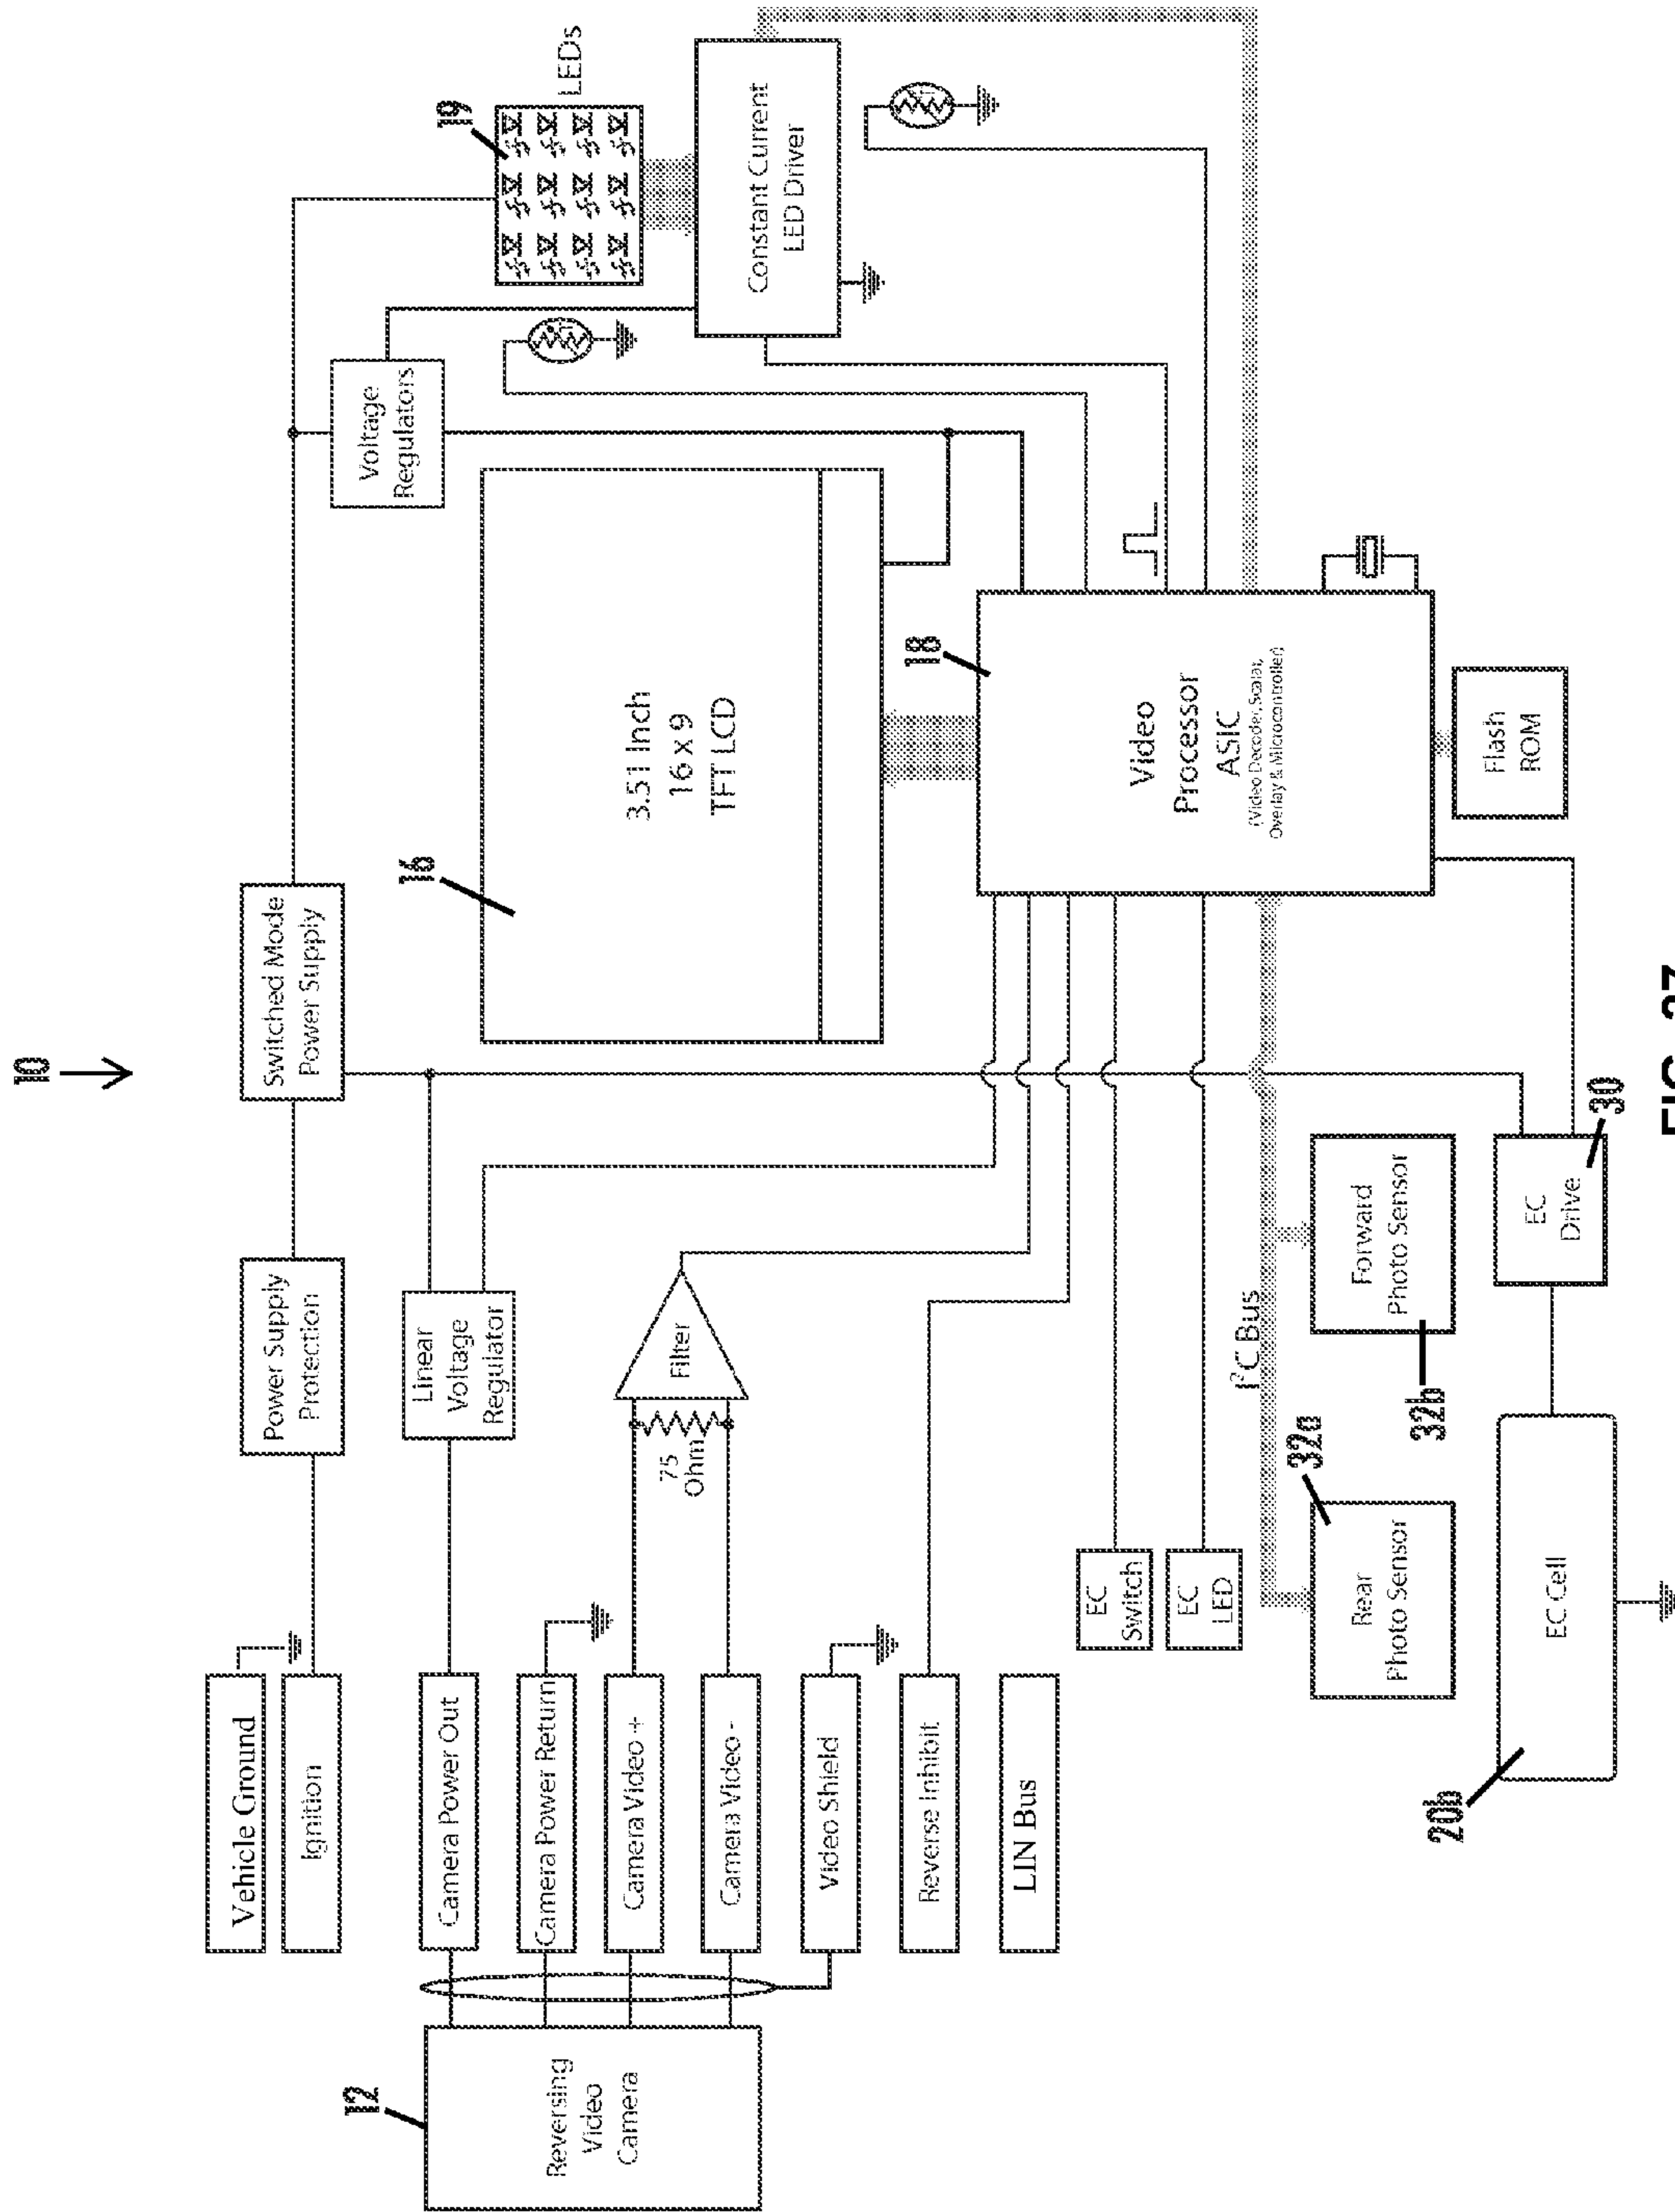 10
Vehicle Ground
Ignition
Power Supply
Protection
Switched Mode
Power Supply
Voltage
Regulators
19
LEDs
12
Reversing
Video
Camera
Camera Power Out
Camera Power Return
Camera Video +
Camera Video -
Video Shield
Reverse Inhibit
LIN Bus
Linear
Voltage
Regulator
75
Ohm
Filter
16
3.51 Inch
16 x 9
TFT LCD
Constant Current
LED Driver
18
Video
Processor
ASIC
(Video Decoder, Scalar,
Overlay & Microcontroller)
Flash
ROM
EC
Switch
EC
LED
I²C Bus
32a
Rear
Photo Sensor
32b
Forward
Photo Sensor
20b
EC Cell
EC
Drive
30
FIG.